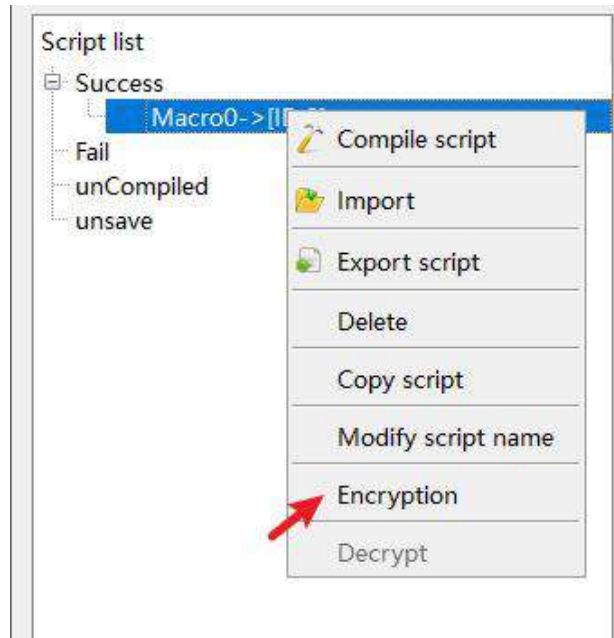 Script list
Success
Macro0->[I
Compile script
Fail
unCompiled
Import
unsave
Export script
Delete
Copy script
Modify script name
Encryption
Decrypt